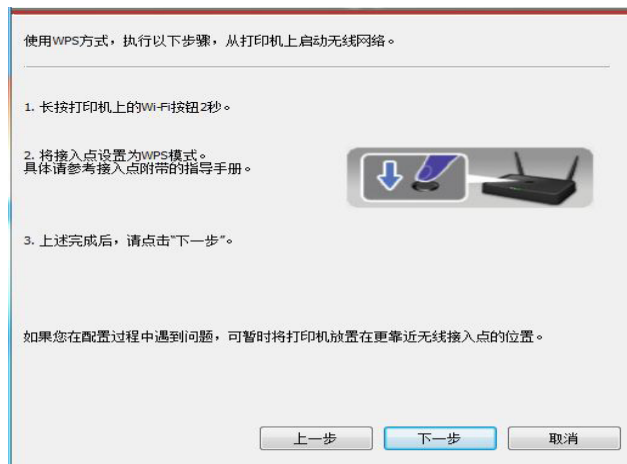 使用WPS方式，执行以下步骤，从打印机上启动无线网络。
1. 长按打印机上的Wi-Fi按钮2秒。
2. 将接入点设置为WPS模式。
具体请参考接入点附带的指导手册。
3. 上述完成后，请点击“下一步”。
如果您在配置过程中遇到问题，可暂时将打印机放置在更靠近无线接入点的位置。
上一步
下一步
取消